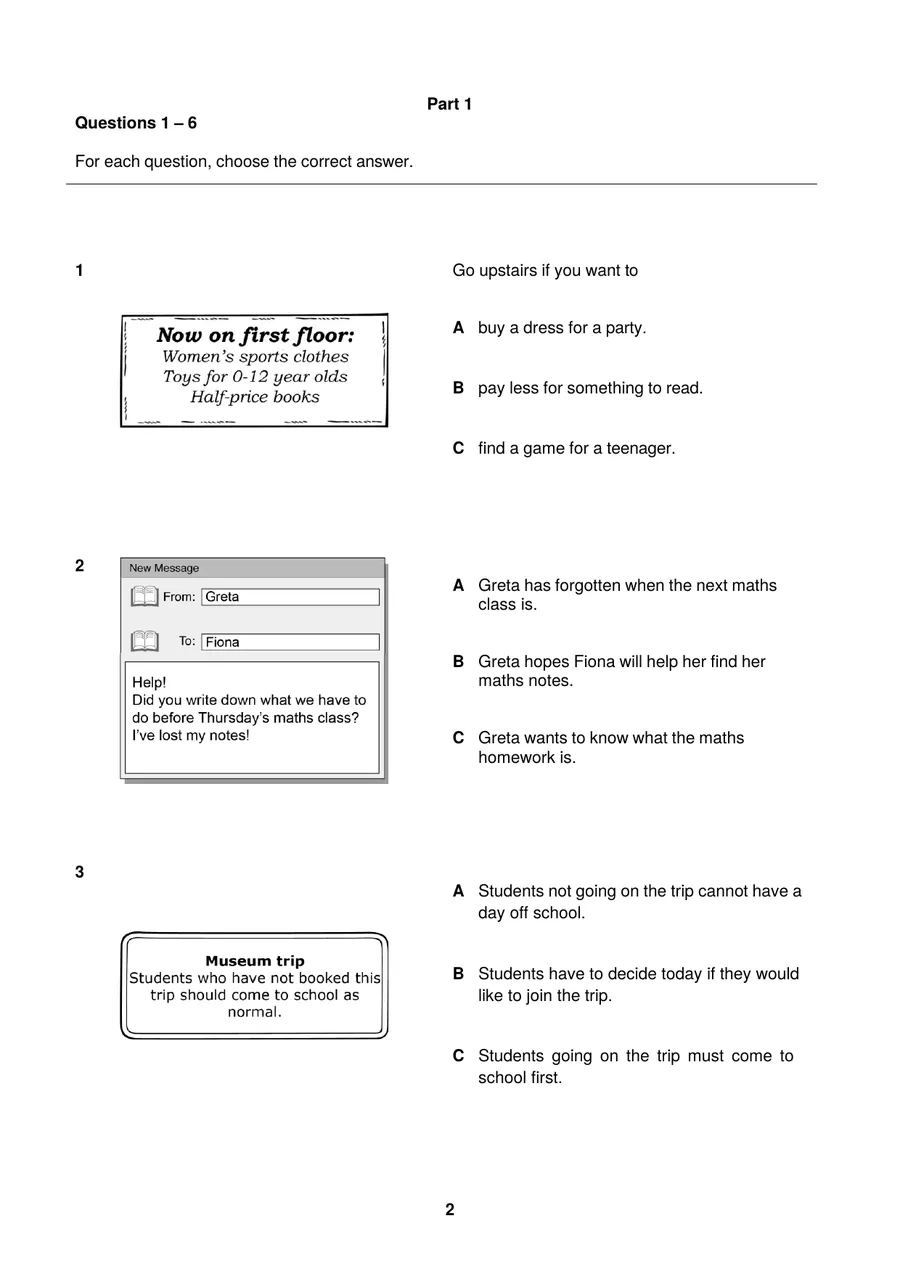 Part 1
Questions 1 – 6
For each question, choose the correct answer.
1
Now on first floor:
Women's sports clothes
Toys for 0-12 year olds
Half-price books
Go upstairs if you want to
A buy a dress for a party.
B pay less for something to read.
C find a game for a teenager.
2
New Message
From: Greta
To: Fiona
Help!
Did you write down what we have to
do before Thursday's maths class?
I've lost my notes!
A Greta has forgotten when the next maths
class is.
B Greta hopes Fiona will help her find her
maths notes.
C Greta wants to know what the maths
homework is.
3
Museum trip
Students who have not booked this
trip should come to school as
normal.
A Students not going on the trip cannot have a
day off school.
B Students have to decide today if they would
like to join the trip.
C Students going on the trip must come to
school first.
2